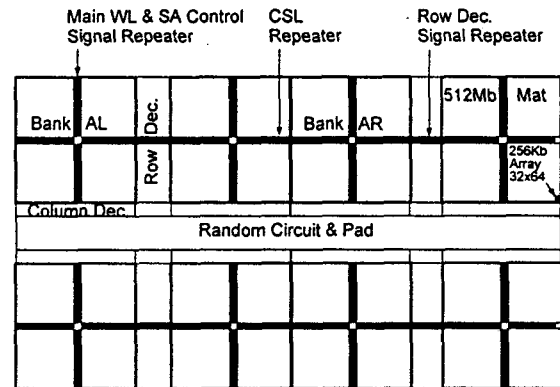 Main WL & SA Control
Signal Repeater
CSL
Repeater
Row Dec.
Signal Repeater
Bank AL
Row Dec.
Bank AR
512Mb Mat
256Kb
Array
32x64
Column Dec.
Random Circuit & Pad